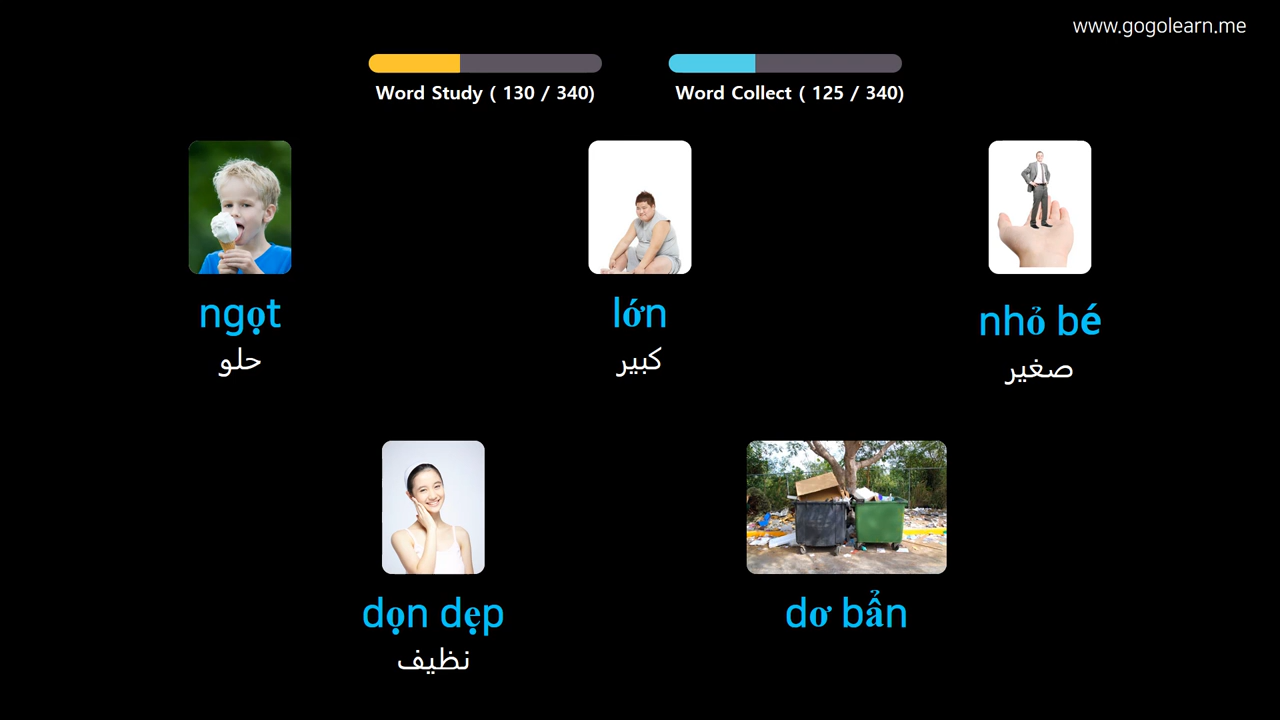 www.gogolearn.me
Word Study ( 130 / 340)
Word Collect ( 125 / 340)
ngọt
حلو
lớn
كبير
nhỏ bé
صغير
dọn dẹp
نظيف
dơ bẩn